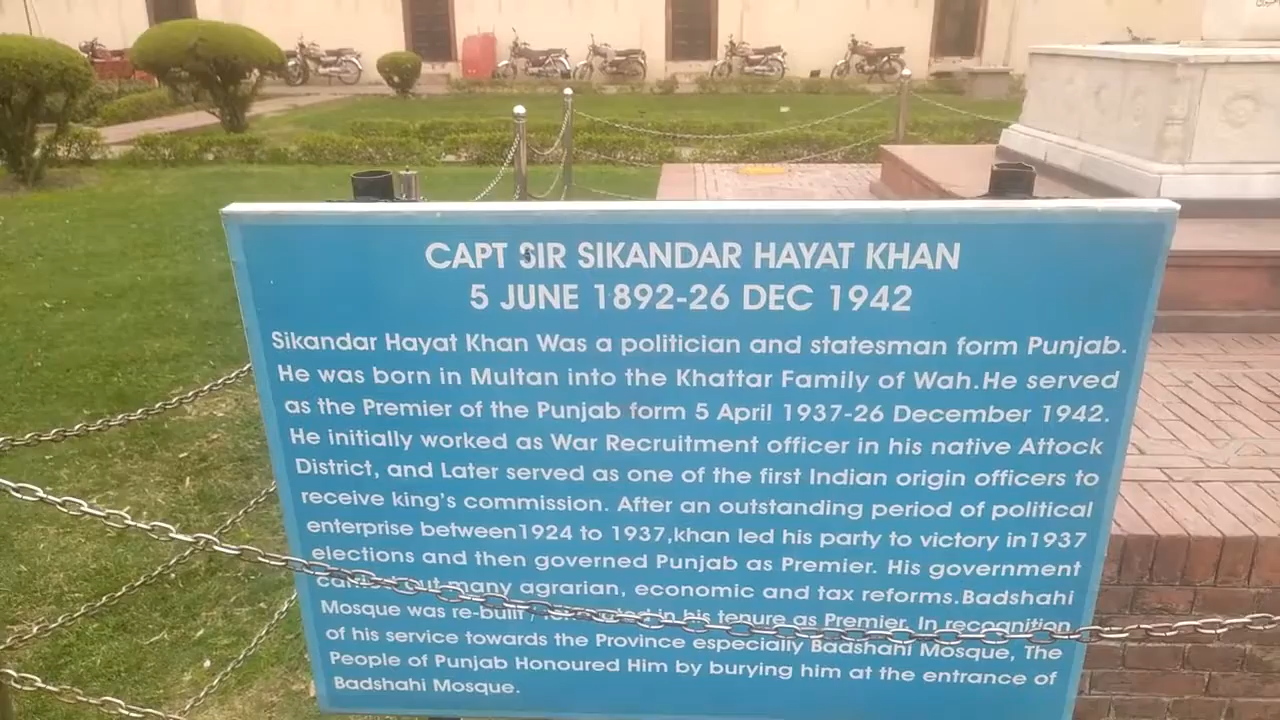 CAPT SIR SIKANDAR HAYAT KHAN
5 JUNE 1892-26 DEC 1942
Sikandar Hayat Khan Was a politician and statesman form Punjab.
He was born in Multan into the Khattar Family of Wah.He served
as the Premier of the Punjab form 5 April 1937-26 December 1942.
He initially worked as War Recruitment officer in his native Attock
District, and Later served as one of the first Indian origin officers to
receive king's commission. After an outstanding period of political
enterprise between1924 to 1937,khan led his party to victory in1937
elections and then governed Punjab as Premier. His government
carried out many agrarian, economic and tax reforms.Badshahi
Mosque was re-built / in his tenure as Premier. In recognition
of his service towards the Province especially Badshahi Mosque, The
People of Punjab Honoured Him by burying him at the entrance of
Badshahi Mosque.